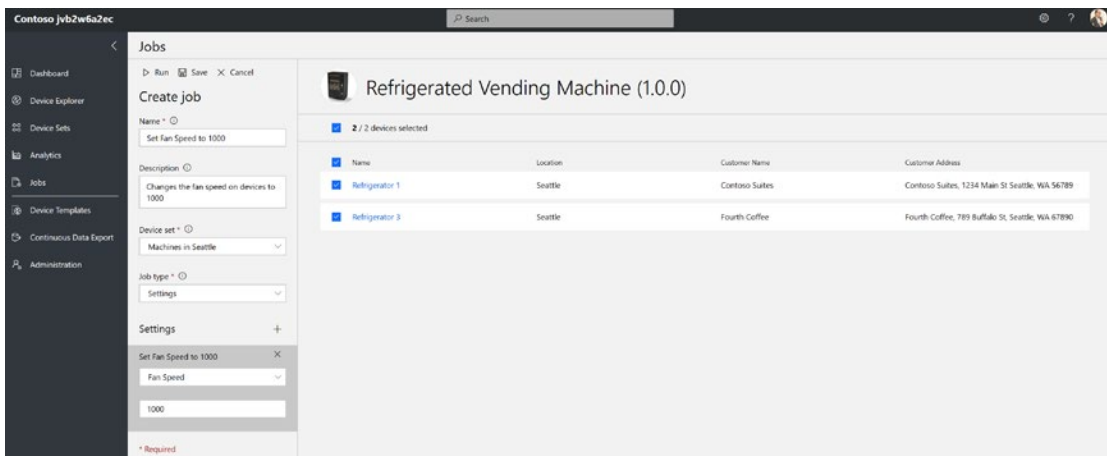 Contoso jvb2w6a2ec
Search
?
Dashboard
Device Explorer
Device Sets
Analytics
Jobs
Device Templates
Continuous Data Export
Administration
Jobs
Run Save Cancel
Create job
Name *
Set Fan Speed to 1000
Description
Changes the fan speed on devices to
1000
Device set *
Machines in Seattle
Job type *
Settings
Settings
Set Fan Speed to 1000
Fan Speed
1000
* Required
Refrigerated Vending Machine (1.0.0)
2 / 2 devices selected
Name Location Customer Name Customer Address
Refrigerator 1 Seattle Contoso Suites Contoso Suites, 1234 Main St Seattle, WA 56789
Refrigerator 3 Seattle Fourth Coffee Fourth Coffee, 789 Buffalo St, Seattle, WA 67890